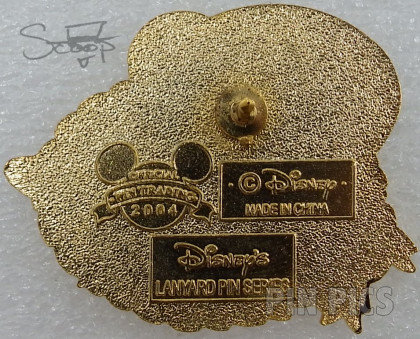 Scoop
OFFICIAL
PIN TRADING
2004
· © DISNEY ·
MADE IN CHINA
DISNEY'S
LANYARD PIN SERIES
PIN PICS